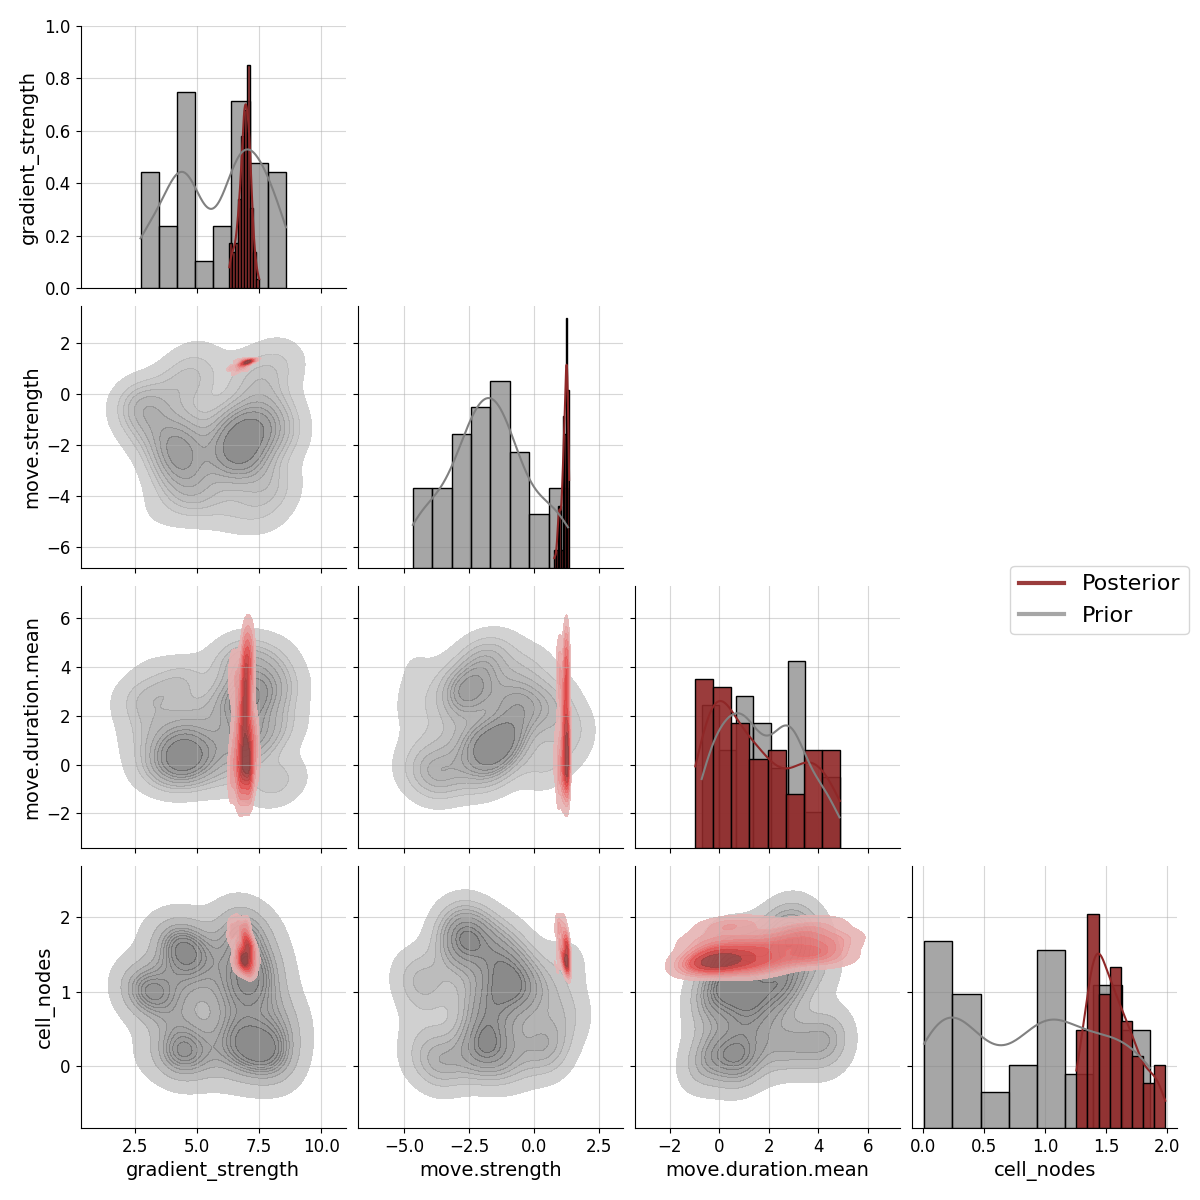 1.0
0.8
0.6
0.4
0.2
0.0
gradient_strength
2
0
−2
−4
−6
move.strength
6
4
2
0
−2
move.duration.mean
Posterior
Prior
2
1
0
cell_nodes
2.5 5.0 7.5 10.0
gradient_strength
−5.0 −2.5 0.0 2.5
move.strength
−2 0 2 4 6
move.duration.mean
0.0 0.5 1.0 1.5 2.0
cell_nodes